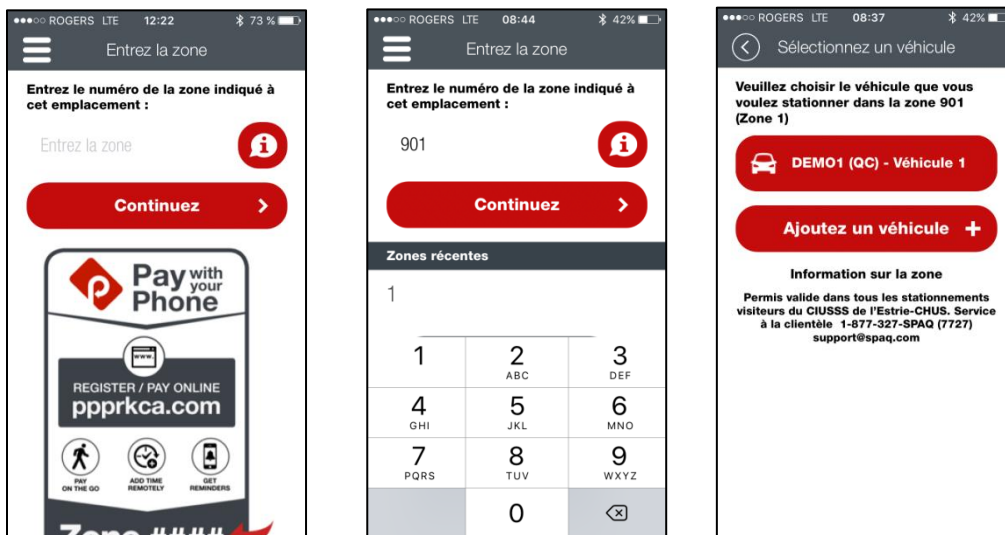 ROGERS LTE 12:22 73 %
Entrez la zone
Entrez le numéro de la zone indiqué à
cet emplacement :
Entrez la zone
i
Continuez
Pay with
your
Phone
www.
REGISTER / PAY ONLINE
ppprkca.com
PAY
ON THE GO
ADD TIME
REMOTELY
GET
REMINDERS
Zone ####
ROGERS LTE 08:44 42%
Entrez la zone
Entrez le numéro de la zone indiqué à
cet emplacement :
901
i
Continuez
Zones récentes
1
1 2 3
ABC DEF
4 5 6
GHI JKL MNO
7 8 9
PQRS TUV WXYZ
0
ROGERS LTE 08:37 42%
Sélectionnez un véhicule
Veuillez choisir le véhicule que vous
voulez stationner dans la zone 901
(Zone 1)
DEMO1 (QC) - Véhicule 1
Ajoutez un véhicule +
Information sur la zone
Permis valide dans tous les stationnements
visiteurs du CIUSSS de l'Estrie-CHUS. Service
à la clientèle 1-877-327-SPAQ (7727)
support@spaq.com